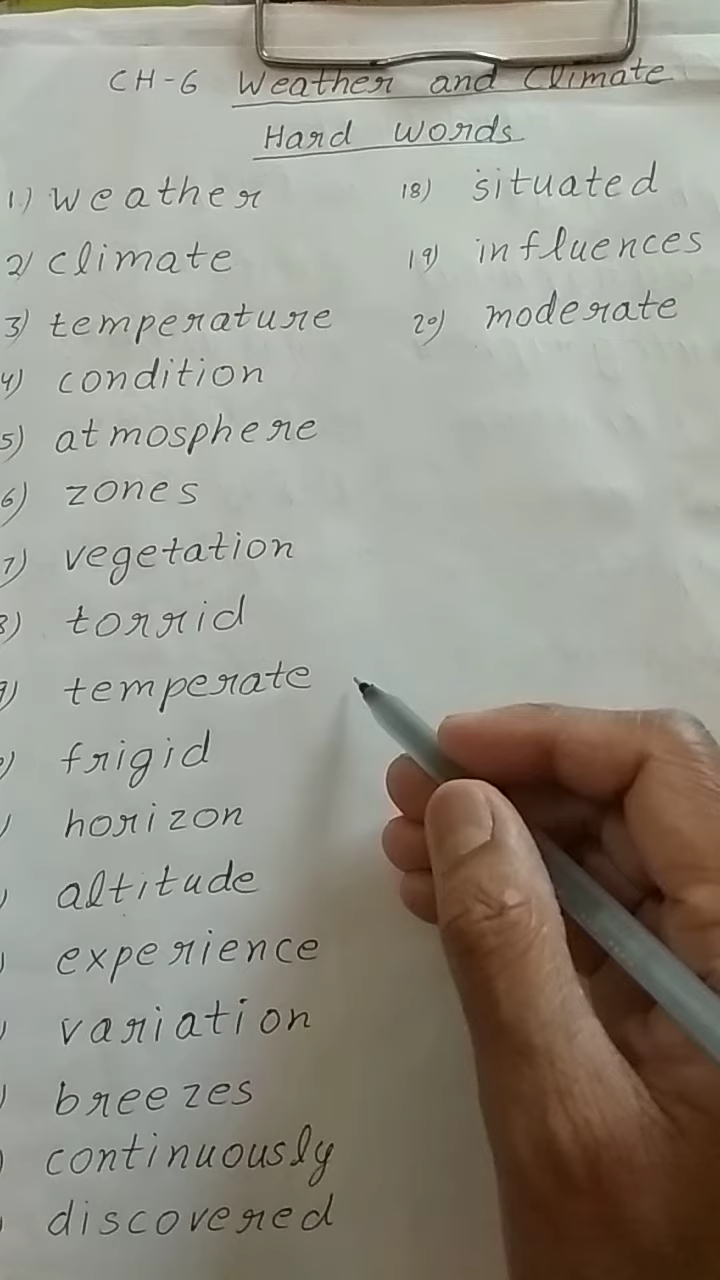 CH-6 Weather and Climate
Hard Words
1.) weather
2) climate
3) temperature
4) condition
5) atmosphere
6) zones
7) vegetation
8) torrid
9) temperate
) frigid
) horizon
) altitude
) experience
) variation
) breezes
) continuously
) discovered
18) situated
19) influences
20) moderate